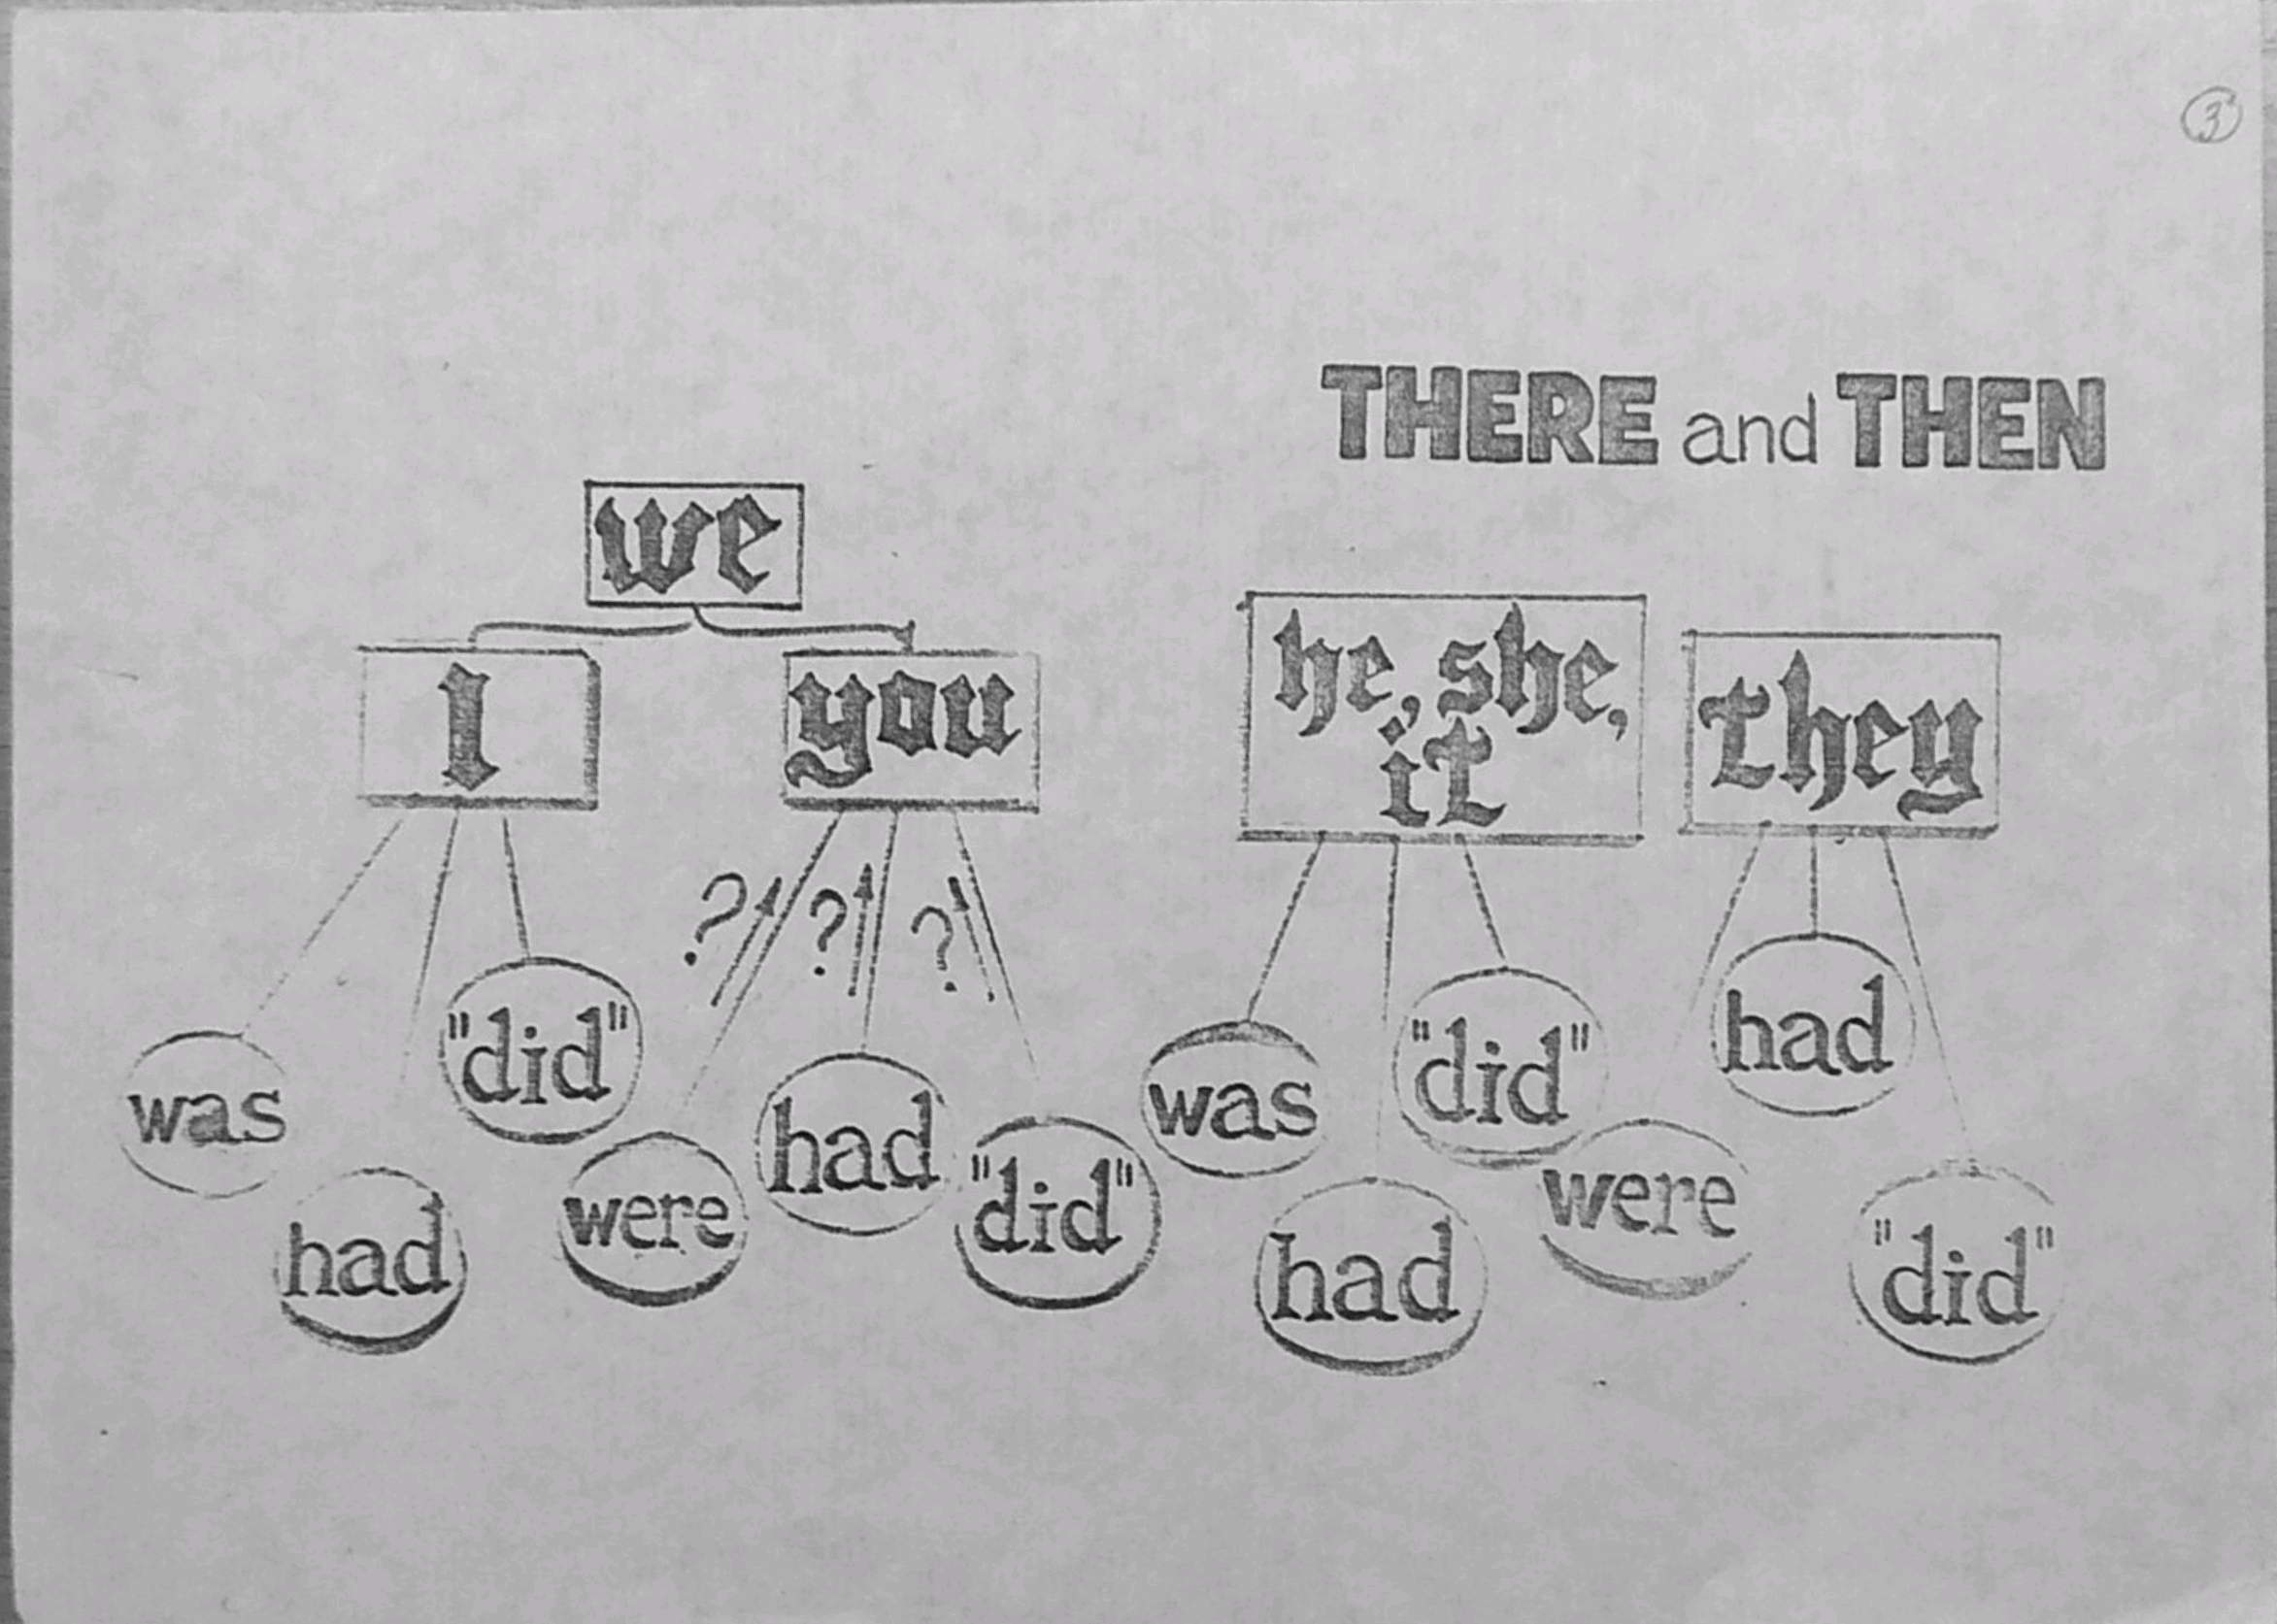 3
THERE and THEN
we
I
you
he, she,
it
they
? ? ?
was
had
"did"
were
had
"did"
was
had
"did"
were
had
"did"